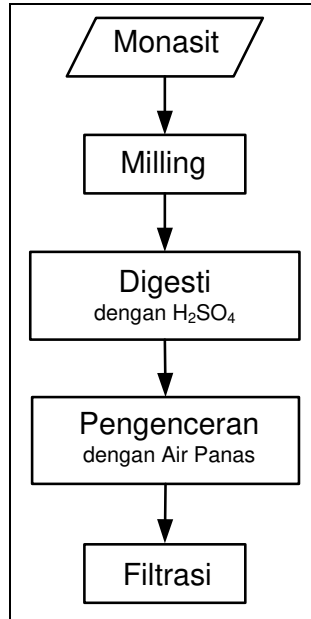 Monasit
Milling
Digesti
dengan H₂SO₄
Pengenceran
dengan Air Panas
Filtrasi